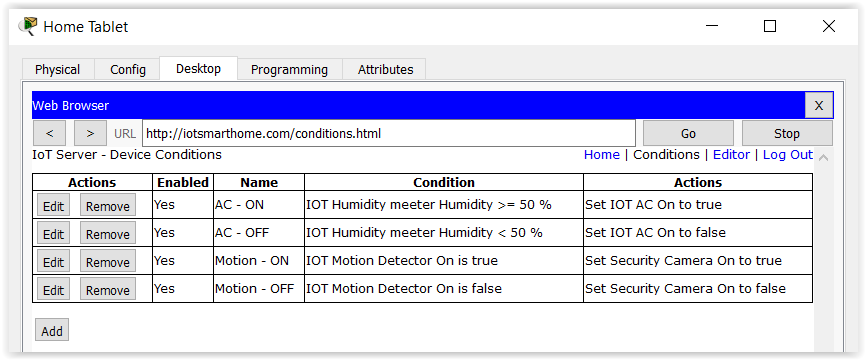 Home Tablet
Physical Config Desktop Programming Attributes
Web Browser X
< > URL http://iotsmarthome.com/conditions.html Go Stop
IoT Server - Device Conditions Home | Conditions | Editor | Log Out
Actions Enabled Name Condition Actions
Edit Remove Yes AC - ON IOT Humidity meeter Humidity >= 50 % Set IOT AC On to true
Edit Remove Yes AC - OFF IOT Humidity meeter Humidity < 50 % Set IOT AC On to false
Edit Remove Yes Motion - ON IOT Motion Detector On is true Set Security Camera On to true
Edit Remove Yes Motion - OFF IOT Motion Detector On is false Set Security Camera On to false
Add